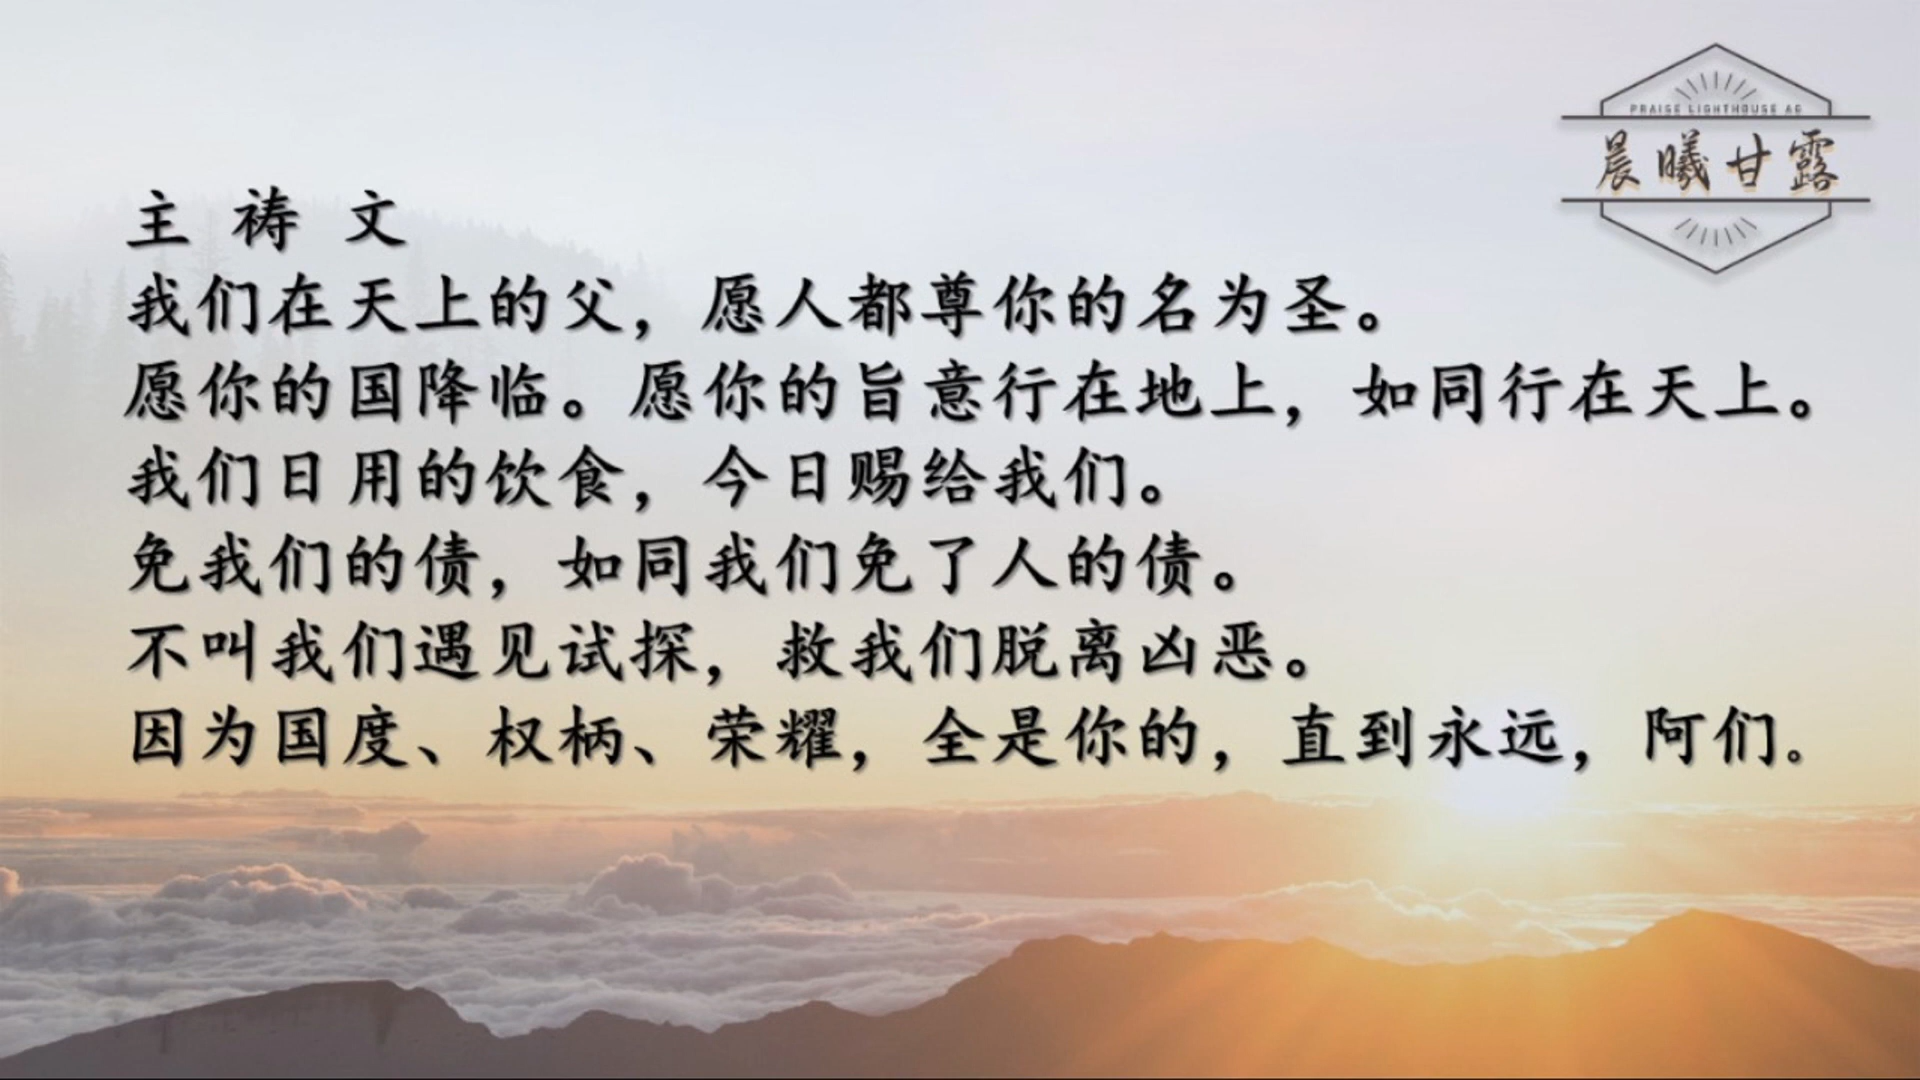 PRAISE LIGHTHOUSE AG
晨曦甘露
主 祷 文
我们在天上的父，愿人都尊你的名为圣。
愿你的国降临。愿你的旨意行在地上，如同行在天上。
我们日用的饮食，今日赐给我们。
免我们的债，如同我们免了人的债。
不叫我们遇见试探，救我们脱离凶恶。
因为国度、权柄、荣耀，全是你的，直到永远，阿们。